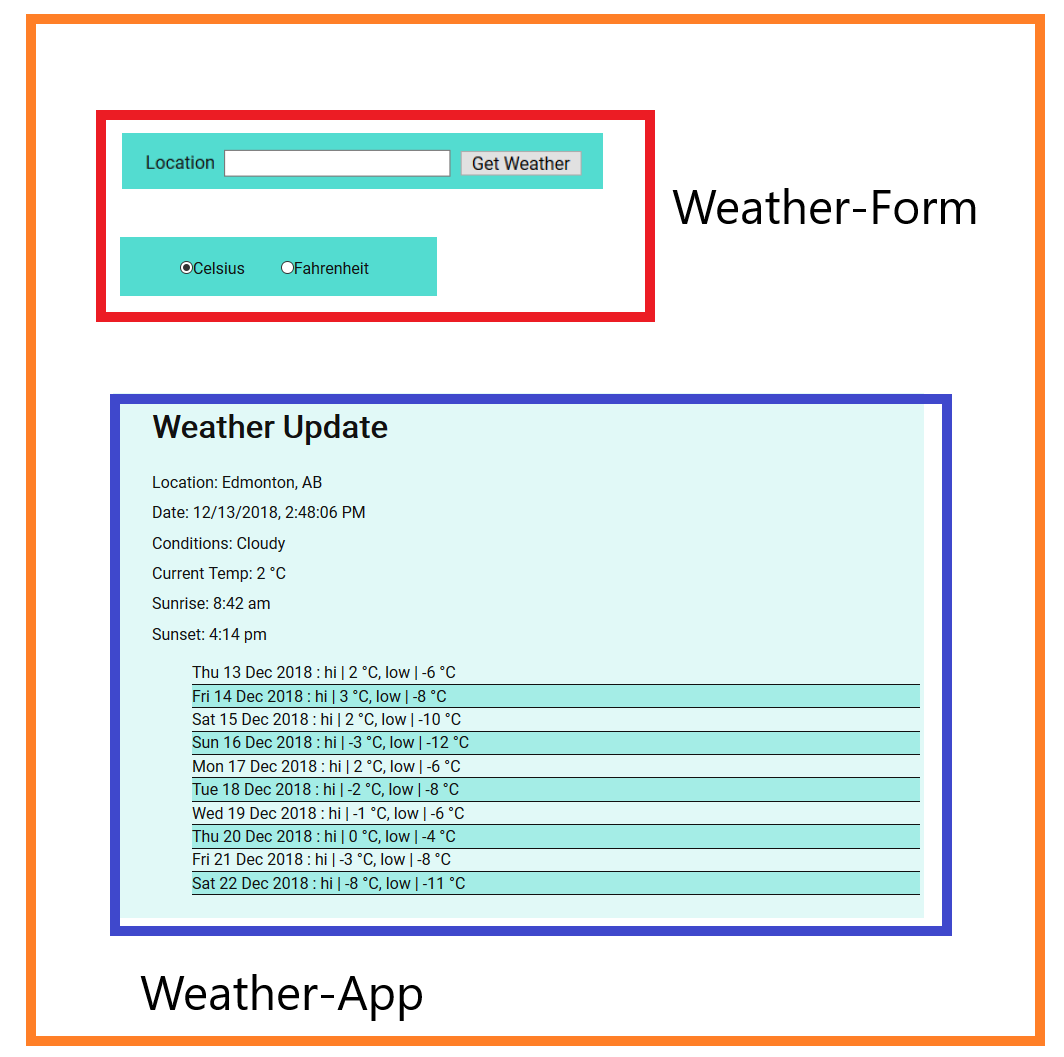 Location Get Weather
Weather-Form
Celsius Fahrenheit
Weather Update
Location: Edmonton, AB
Date: 12/13/2018, 2:48:06 PM
Conditions: Cloudy
Current Temp: 2 °C
Sunrise: 8:42 am
Sunset: 4:14 pm
Thu 13 Dec 2018 : hi | 2 °C, low | -6 °C
Fri 14 Dec 2018 : hi | 3 °C, low | -8 °C
Sat 15 Dec 2018 : hi | 2 °C, low | -10 °C
Sun 16 Dec 2018 : hi | -3 °C, low | -12 °C
Mon 17 Dec 2018 : hi | 2 °C, low | -6 °C
Tue 18 Dec 2018 : hi | -2 °C, low | -8 °C
Wed 19 Dec 2018 : hi | -1 °C, low | -6 °C
Thu 20 Dec 2018 : hi | 0 °C, low | -4 °C
Fri 21 Dec 2018 : hi | -3 °C, low | -8 °C
Sat 22 Dec 2018 : hi | -8 °C, low | -11 °C
Weather-App